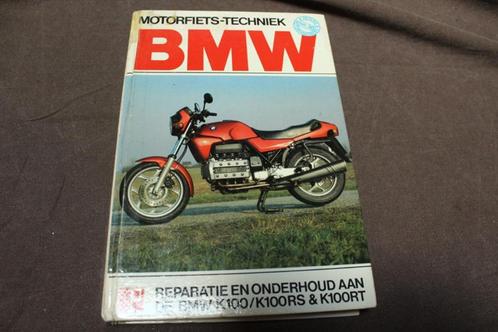 MOTORFIETS-TECHNIEK
BMW
REPARATIE EN ONDERHOUD AAN
DE BMW K100/K100RS & K100RT